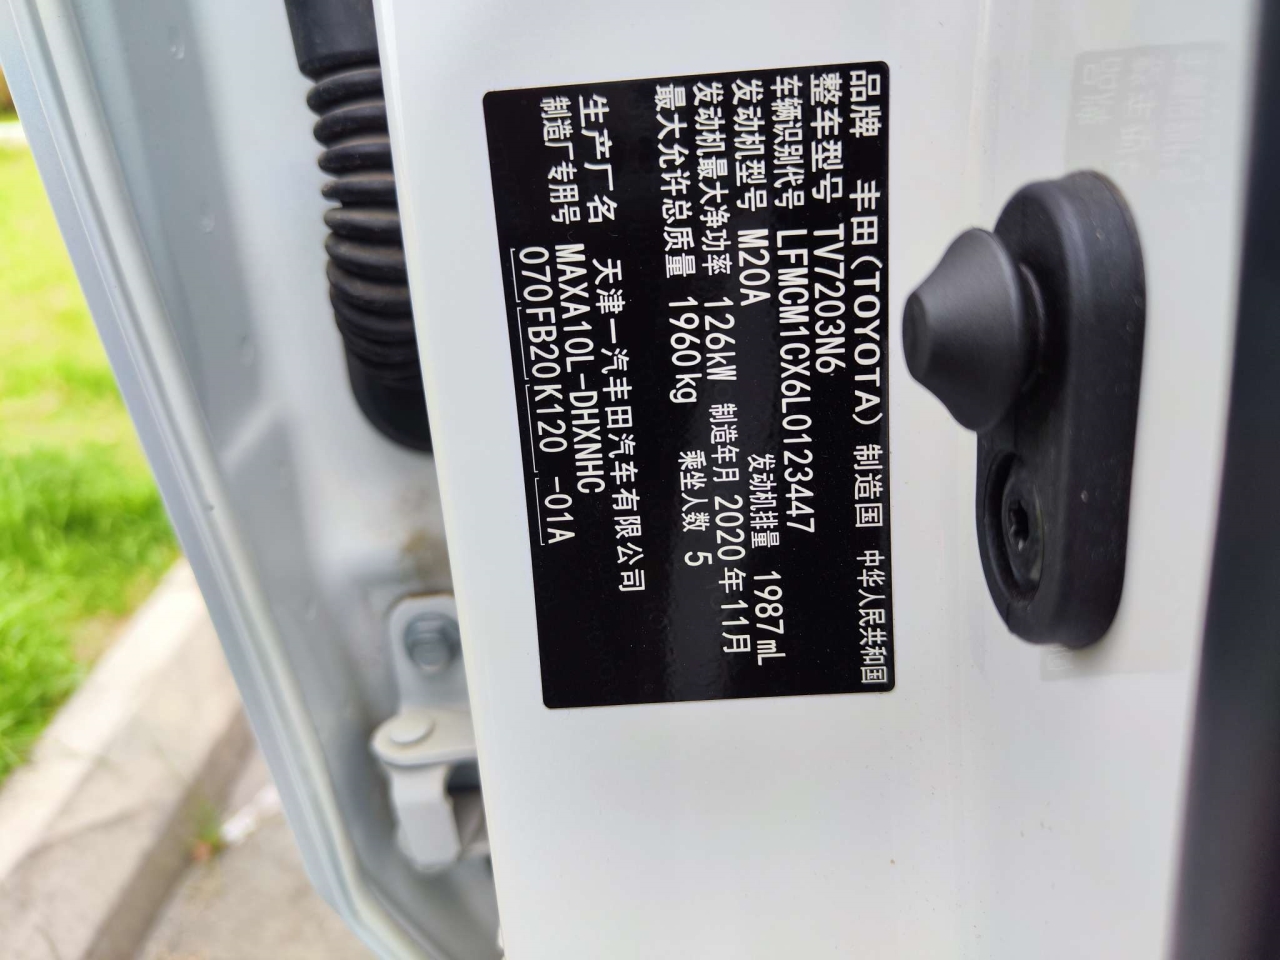 品牌 丰田(TOYOTA) 制造国 中华人民共和国
整车型号 TV7203N6
车辆识别代号 LFMCM1CX6L0123447
发动机型号 M20A 发动机排量 1987mL
发动机最大净功率 126kW 制造年月 2020年11月
最大允许总质量 1960kg 乘坐人数 5
生产厂名 天津一汽丰田汽车有限公司
制造厂专用号 MAXA10L-DHXNHC
070FB20K120 -01A